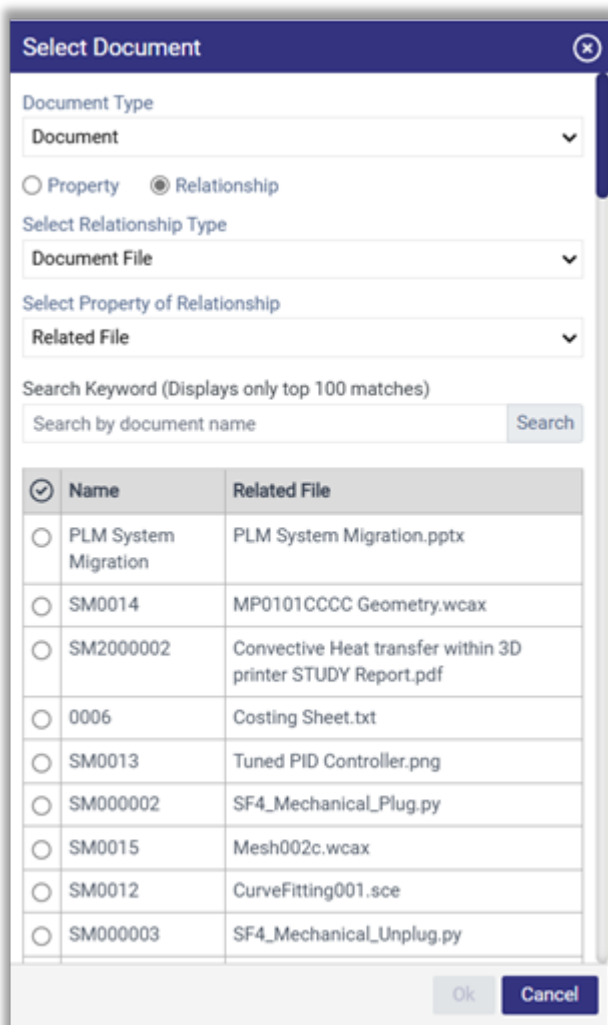 Select Document
Document Type
Document
Property Relationship
Select Relationship Type
Document File
Select Property of Relationship
Related File
Search Keyword (Displays only top 100 matches)
Search by document name Search
Name Related File
PLM System Migration PLM System Migration.pptx
SM0014 MP0101CCCC Geometry.wcax
SM2000002 Convective Heat transfer within 3D
printer STUDY Report.pdf
0006 Costing Sheet.txt
SM0013 Tuned PID Controller.png
SM000002 SF4_Mechanical_Plug.py
SM0015 Mesh002c.wcax
SM0012 CurveFitting001.sce
SM000003 SF4_Mechanical_Unplug.py
Ok Cancel